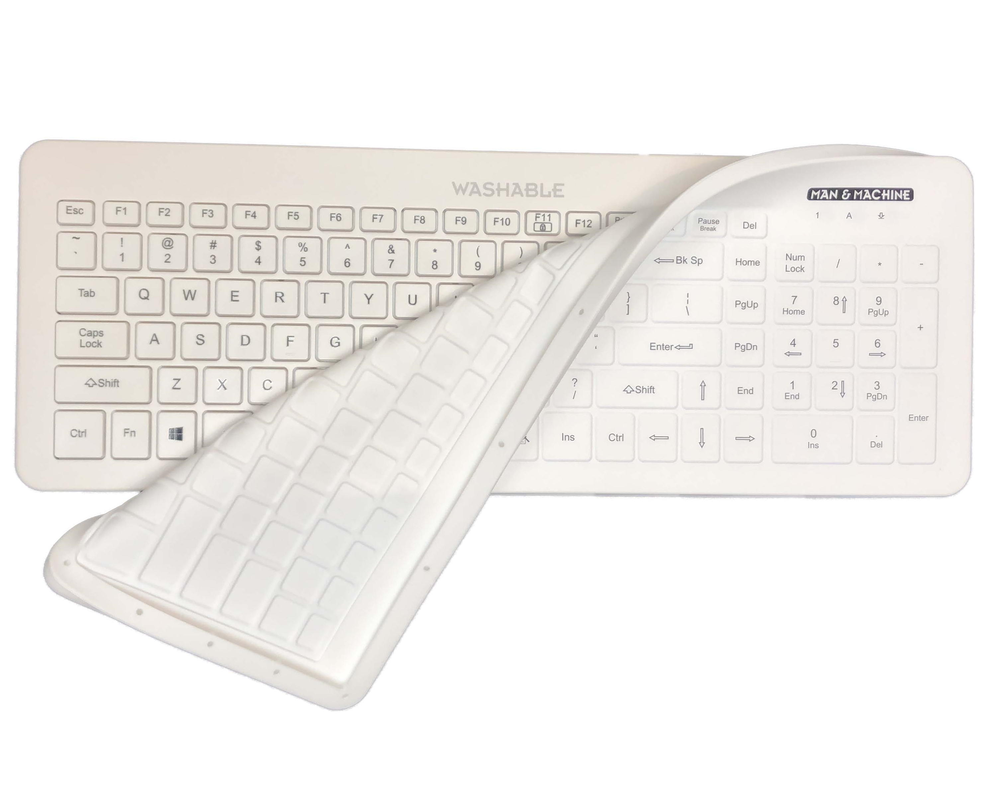 WASHABLE
MAN & MACHINE
1 A
Esc F1 F2 F3 F4 F5 F6 F7 F8 F9 F10 F11 F12
Pause
Break
Del
~ ! @ # $ % ^ & * ( )
` 1 2 3 4 5 6 7 8 9
⇐Bk Sp Home
Num
Lock
/ * -
Tab Q W E R T Y U
}
]
¦
\
PgUp
7
Home
8⇑
9
PgUp
+
Caps
Lock
A S D F G
“
‘
Enter PgDn
4
⇐
5
6
⇒
⇧Shift Z X C
?
/
⇧Shift ⇑ End
1
End
2⇓
3
PgDn
Enter
Ctrl Fn
Ins Ctrl ⇐ ⇓ ⇒
0
Ins
.
Del